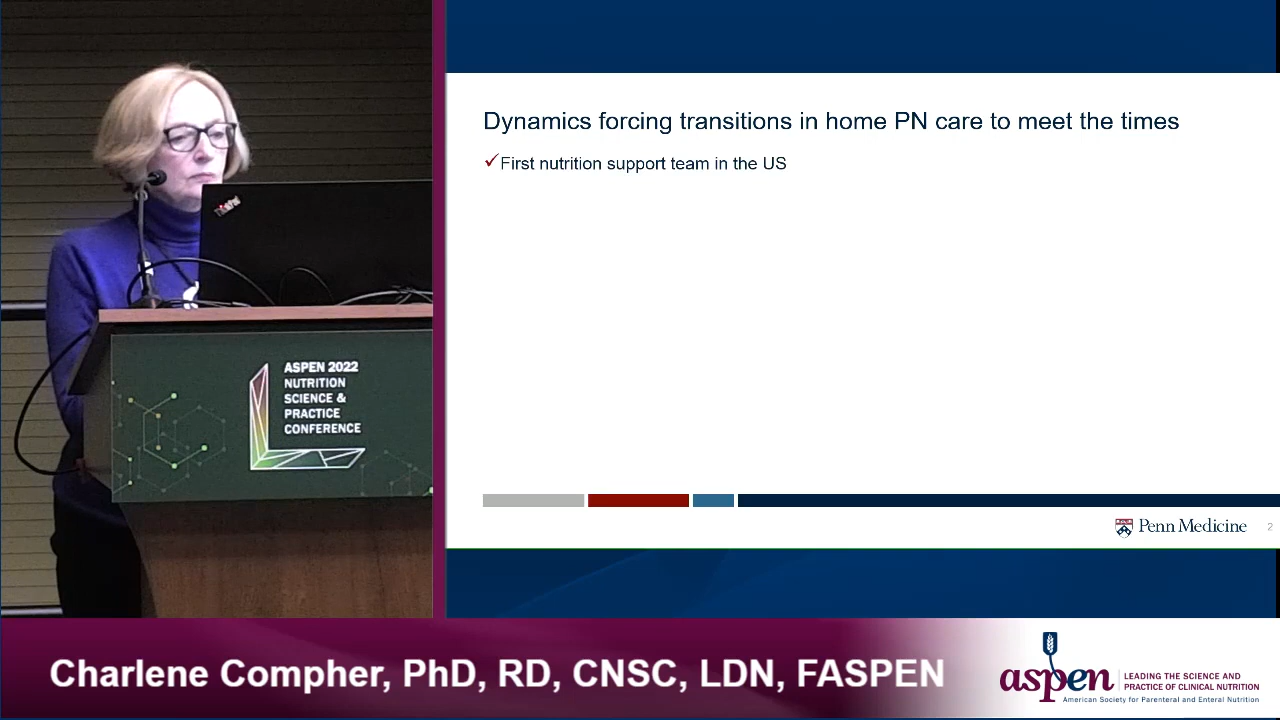 Dynamics forcing transitions in home PN care to meet the times
✓First nutrition support team in the US
ASPEN 2022
NUTRITION
SCIENCE &
PRACTICE
CONFERENCE
Penn Medicine
2
Charlene Compher, PhD, RD, CNSC, LDN, FASPEN
aspen
LEADING THE SCIENCE AND
PRACTICE OF CLINICAL NUTRITION
American Society for Parenteral and Enteral Nutrition